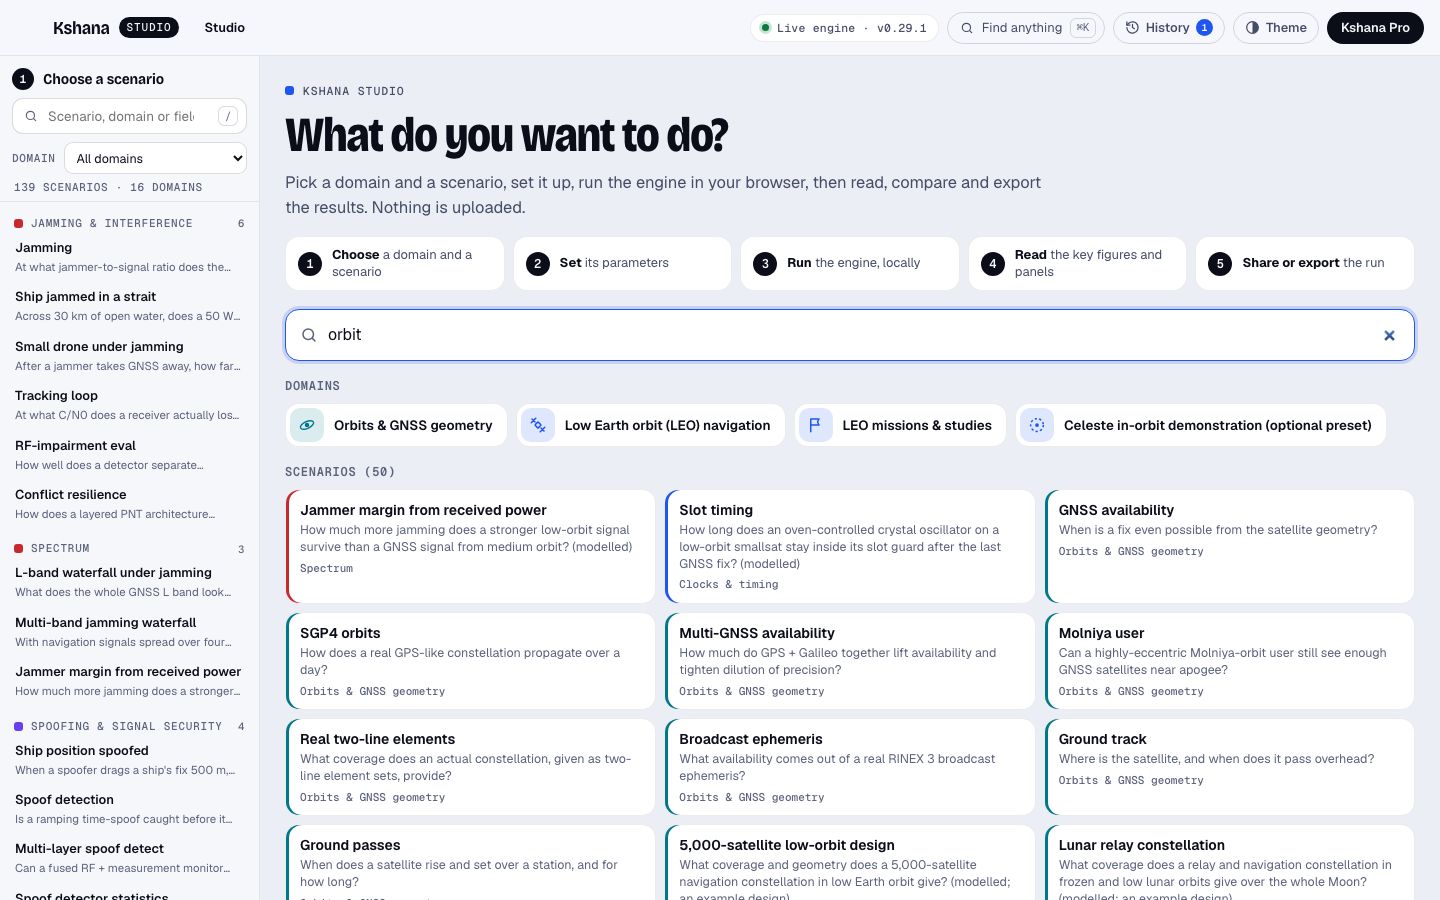 Kshana STUDIO Studio
Live engine · v0.29.1
Find anything ⌘K
History 1
Theme
Kshana Pro
1 Choose a scenario
Scenario, domain or fiel /
DOMAIN All domains
139 SCENARIOS · 16 DOMAINS
JAMMING & INTERFERENCE 6
Jamming
At what jammer-to-signal ratio does the…
Ship jammed in a strait
Across 30 km of open water, does a 50 W…
Small drone under jamming
After a jammer takes GNSS away, how far…
Tracking loop
At what C/N0 does a receiver actually los…
RF-impairment eval
How well does a detector separate…
Conflict resilience
How does a layered PNT architecture…
SPECTRUM 3
L-band waterfall under jamming
What does the whole GNSS L band look…
Multi-band jamming waterfall
With navigation signals spread over four…
Jammer margin from received power
How much more jamming does a stronger…
SPOOFING & SIGNAL SECURITY 4
Ship position spoofed
When a spoofer drags a ship's fix 500 m,…
Spoof detection
Is a ramping time-spoof caught before it…
Multi-layer spoof detect
Can a fused RF + measurement monitor…
Spoof detector statistics
KSHANA STUDIO
What do you want to do?
Pick a domain and a scenario, set it up, run the engine in your browser, then read, compare and export
the results. Nothing is uploaded.
1 Choose a domain and a
scenario
2 Set its parameters
3 Run the engine, locally
4 Read the key figures and
panels
5 Share or export the run
orbit
DOMAINS
Orbits & GNSS geometry
Low Earth orbit (LEO) navigation
LEO missions & studies
Celeste in-orbit demonstration (optional preset)
SCENARIOS (50)
Jammer margin from received power
How much more jamming does a stronger low-orbit signal
survive than a GNSS signal from medium orbit? (modelled)
Spectrum
Slot timing
How long does an oven-controlled crystal oscillator on a
low-orbit smallsat stay inside its slot guard after the last
GNSS fix? (modelled)
Clocks & timing
GNSS availability
When is a fix even possible from the satellite geometry?
Orbits & GNSS geometry
SGP4 orbits
How does a real GPS-like constellation propagate over a
day?
Orbits & GNSS geometry
Multi-GNSS availability
How much do GPS + Galileo together lift availability and
tighten dilution of precision?
Orbits & GNSS geometry
Molniya user
Can a highly-eccentric Molniya-orbit user still see enough
GNSS satellites near apogee?
Orbits & GNSS geometry
Real two-line elements
What coverage does an actual constellation, given as two-
line element sets, provide?
Orbits & GNSS geometry
Broadcast ephemeris
What availability comes out of a real RINEX 3 broadcast
ephemeris?
Orbits & GNSS geometry
Ground track
Where is the satellite, and when does it pass overhead?
Orbits & GNSS geometry
Ground passes
When does a satellite rise and set over a station, and for
how long?
5,000-satellite low-orbit design
What coverage and geometry does a 5,000-satellite
navigation constellation in low Earth orbit give? (modelled;
an example design)
Lunar relay constellation
What coverage does a relay and navigation constellation in
frozen and low lunar orbits give over the whole Moon?
(modelled; an example design)